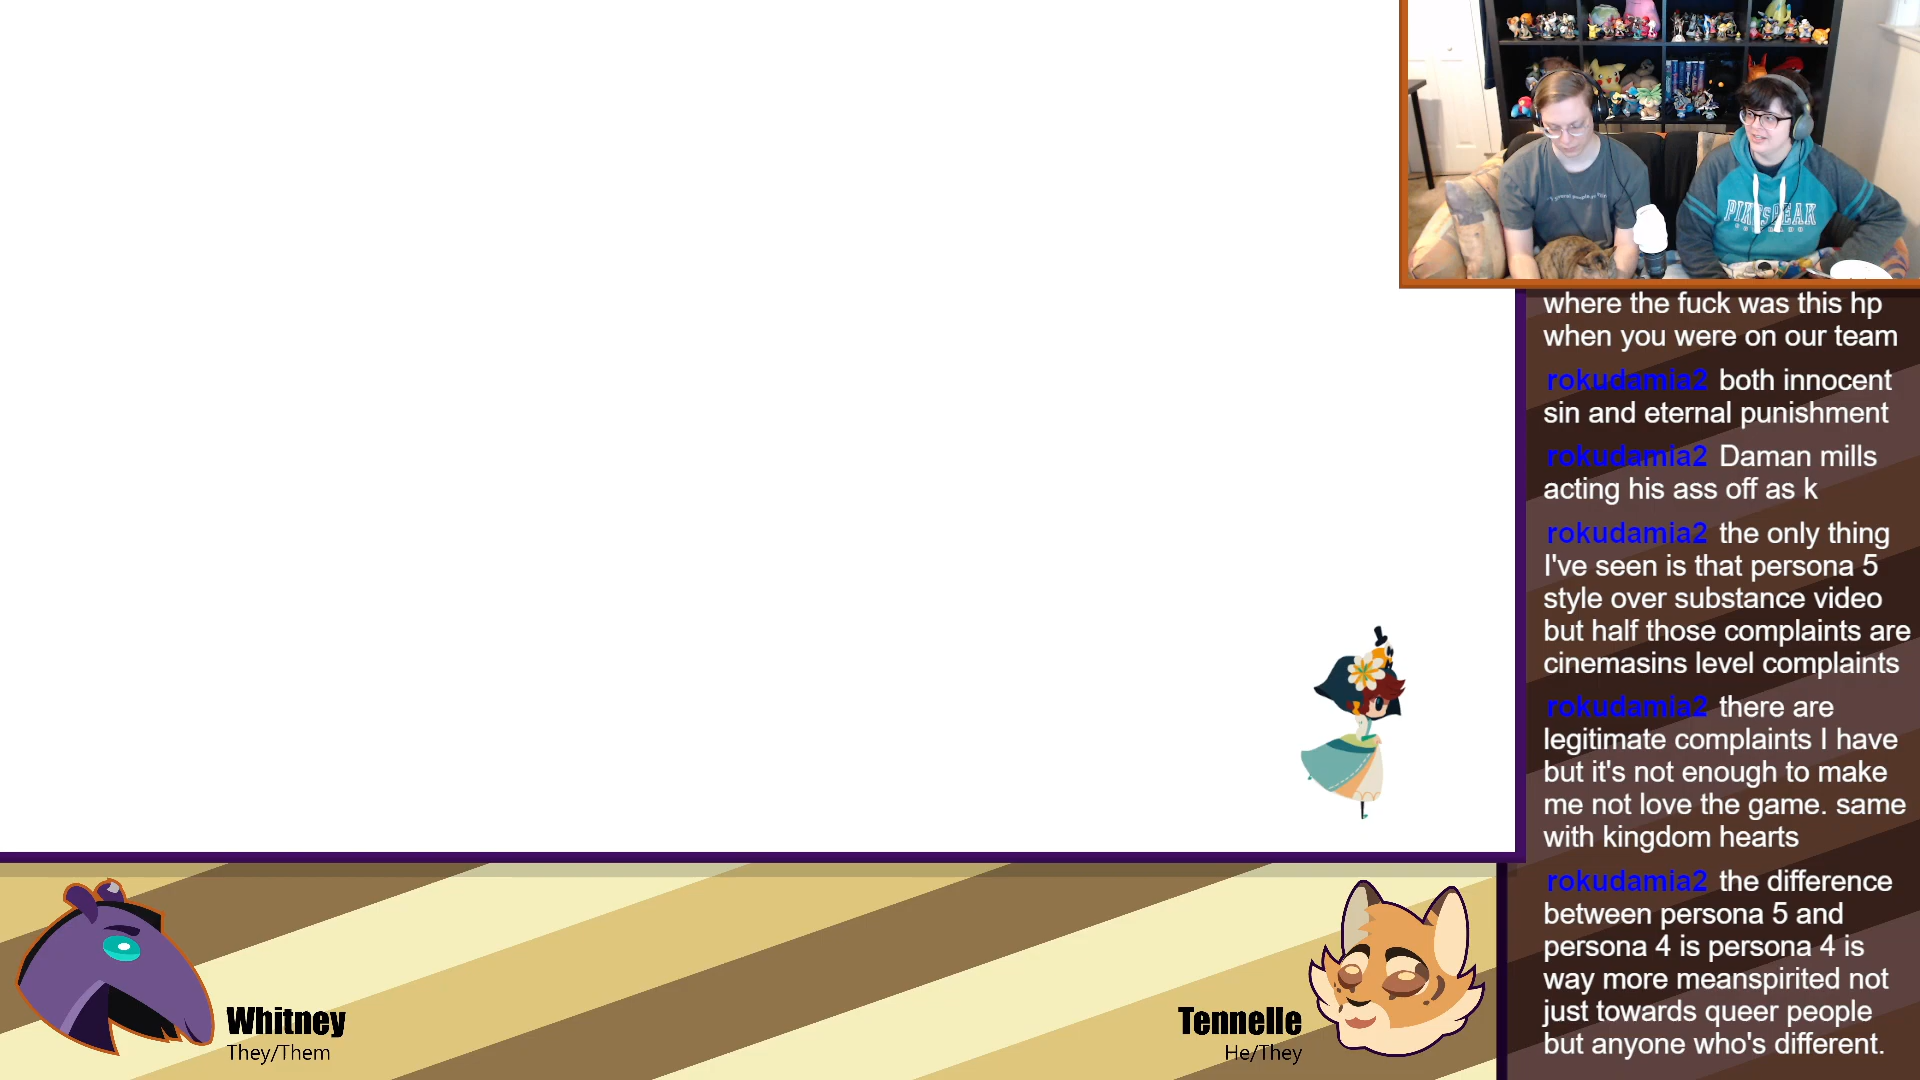 PIKES PEAK
where the fuck was this hp
when you were on our team
rokudamia2 both innocent
sin and eternal punishment
rokudamia2 Daman mills
acting his ass off as k
rokudamia2 the only thing
I've seen is that persona 5
style over substance video
but half those complaints are
cinemasins level complaints
rokudamia2 there are
legitimate complaints I have
but it's not enough to make
me not love the game. same
with kingdom hearts
rokudamia2 the difference
between persona 5 and
persona 4 is persona 4 is
way more meanspirited not
just towards queer people
but anyone who's different.
Whitney
They/Them
Tennelle
He/They